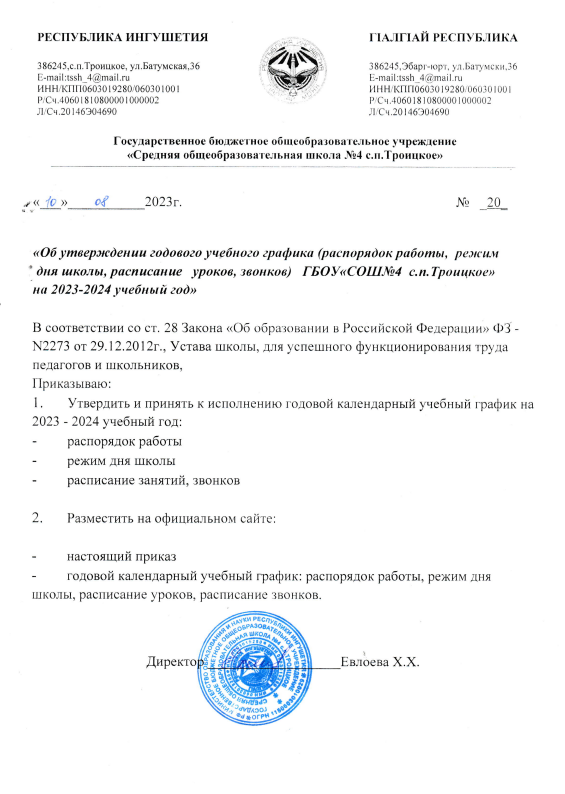 РЕСПУБЛИКА ИНГУШЕТИЯ
386245,с.п.Троицкое, ул.Батумская,36
E-mail:tssh_4@mail.ru
ИНН/КПП0603019280/060301001
Р/Сч.40601810800001000002
Л/Сч.20146Э04690
ГIАЛГIАЙ РЕСПУБЛИКА
386245,Эбарг-юрт, ул.Батумски,36
E-mail:tssh_4@mail.ru
ИНН/КПП0603019280/060301001
Р/Сч.40601810800001000002
Л/Сч.20146Э04690
Государственное бюджетное общеобразовательное учреждение
«Средняя общеобразовательная школа №4 с.п.Троицкое»
«_10_»___08_____2023г. № _20_
«Об утверждении годового учебного графика (распорядок работы, режим
дня школы, расписание уроков, звонков) ГБОУ«СОШ№4 с.п.Троицкое»
на 2023-2024 учебный год»
В соответствии со ст. 28 Закона «Об образовании в Российской Федерации» ФЗ -
N2273 от 29.12.2012г., Устава школы, для успешного функционирования труда
педагогов и школьников,
Приказываю:
1. Утвердить и принять к исполнению годовой календарный учебный график на
2023 - 2024 учебный год:
- распорядок работы
- режим дня школы
- расписание занятий, звонков
2. Разместить на официальном сайте:
- настоящий приказ
- годовой календарный учебный график: распорядок работы, режим дня
школы, расписание уроков, расписание звонков.
Директор____________________Евлоева Х.Х.